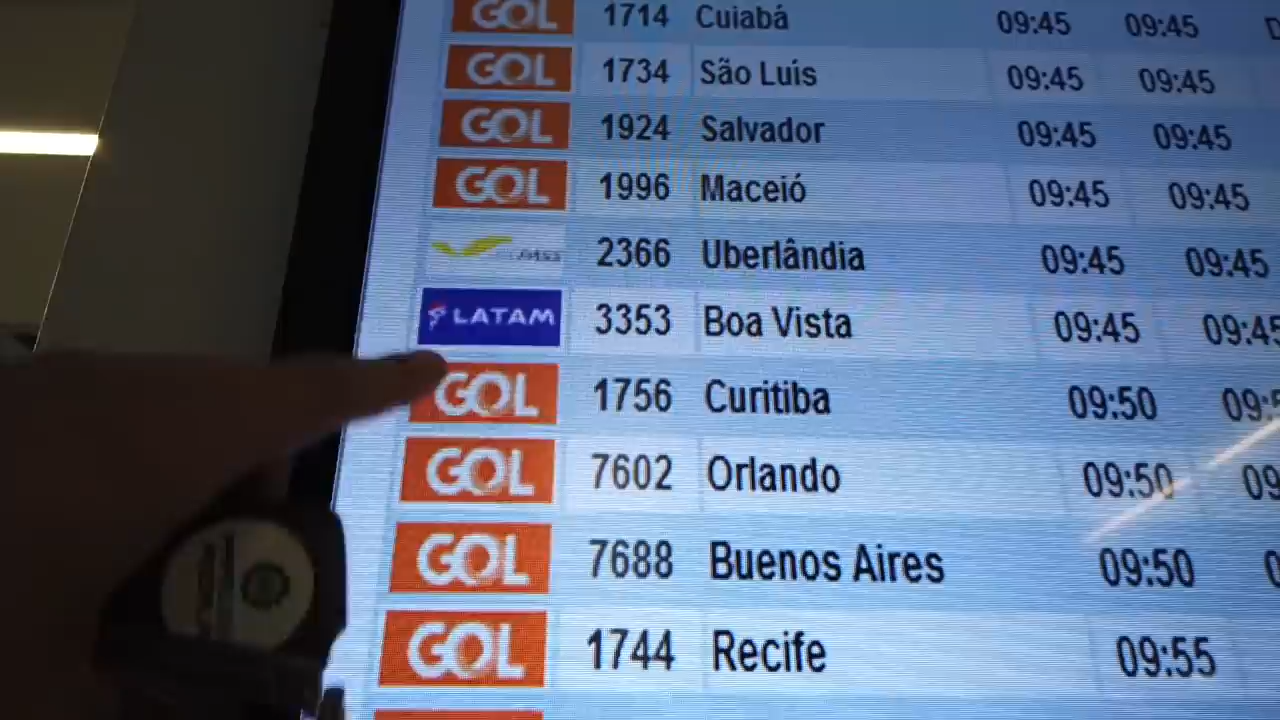 GOL 1714 Cuiabá 09:45 09:45
GOL 1734 São Luís 09:45 09:45
GOL 1924 Salvador 09:45 09:45
GOL 1996 Maceió 09:45 09:45
2366 Uberlândia 09:45 09:45
LATAM 3353 Boa Vista 09:45 09:45
GOL 1756 Curitiba 09:50
GOL 7602 Orlando 09:50 09
GOL 7688 Buenos Aires 09:50
GOL 1744 Recife 09:55